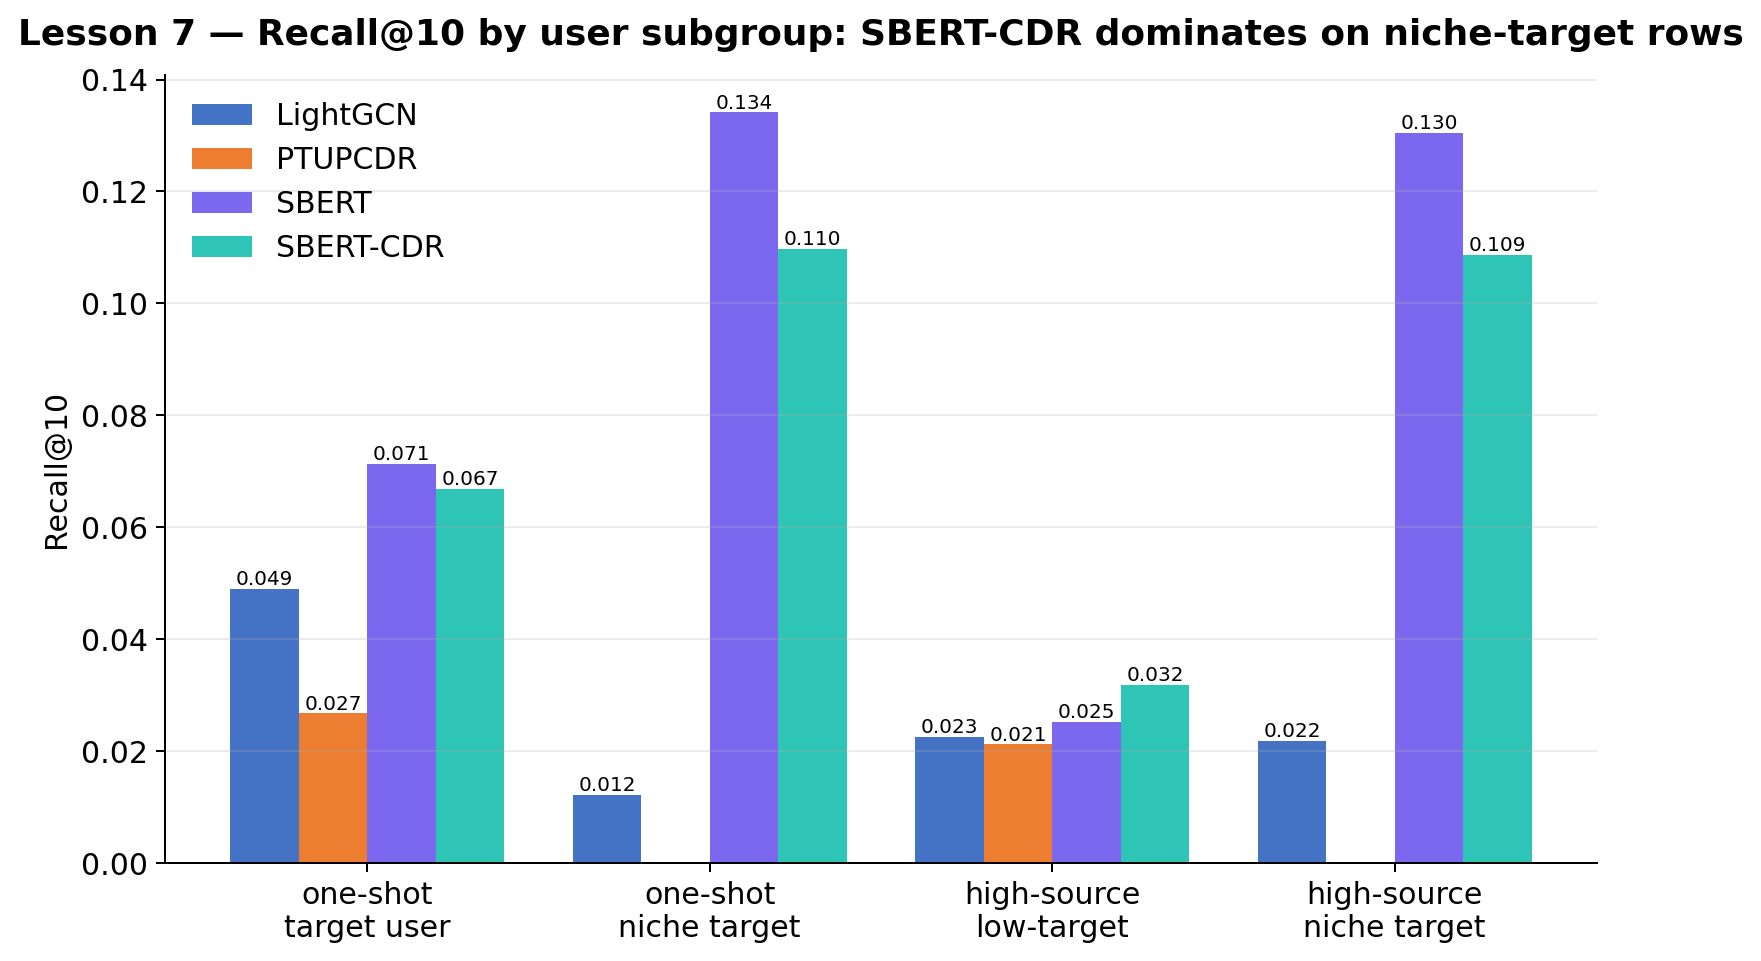 Lesson 7 — Recall@10 by user subgroup: SBERT-CDR dominates on niche-target rows
LightGCN
PTUPCDR
SBERT
SBERT-CDR
Recall@10
0.14
0.12
0.10
0.08
0.06
0.04
0.02
0.00
0.049
0.027
0.071
0.067
0.012
0.134
0.110
0.023
0.021
0.025
0.032
0.022
0.130
0.109
one-shot
target user
one-shot
niche target
high-source
low-target
high-source
niche target